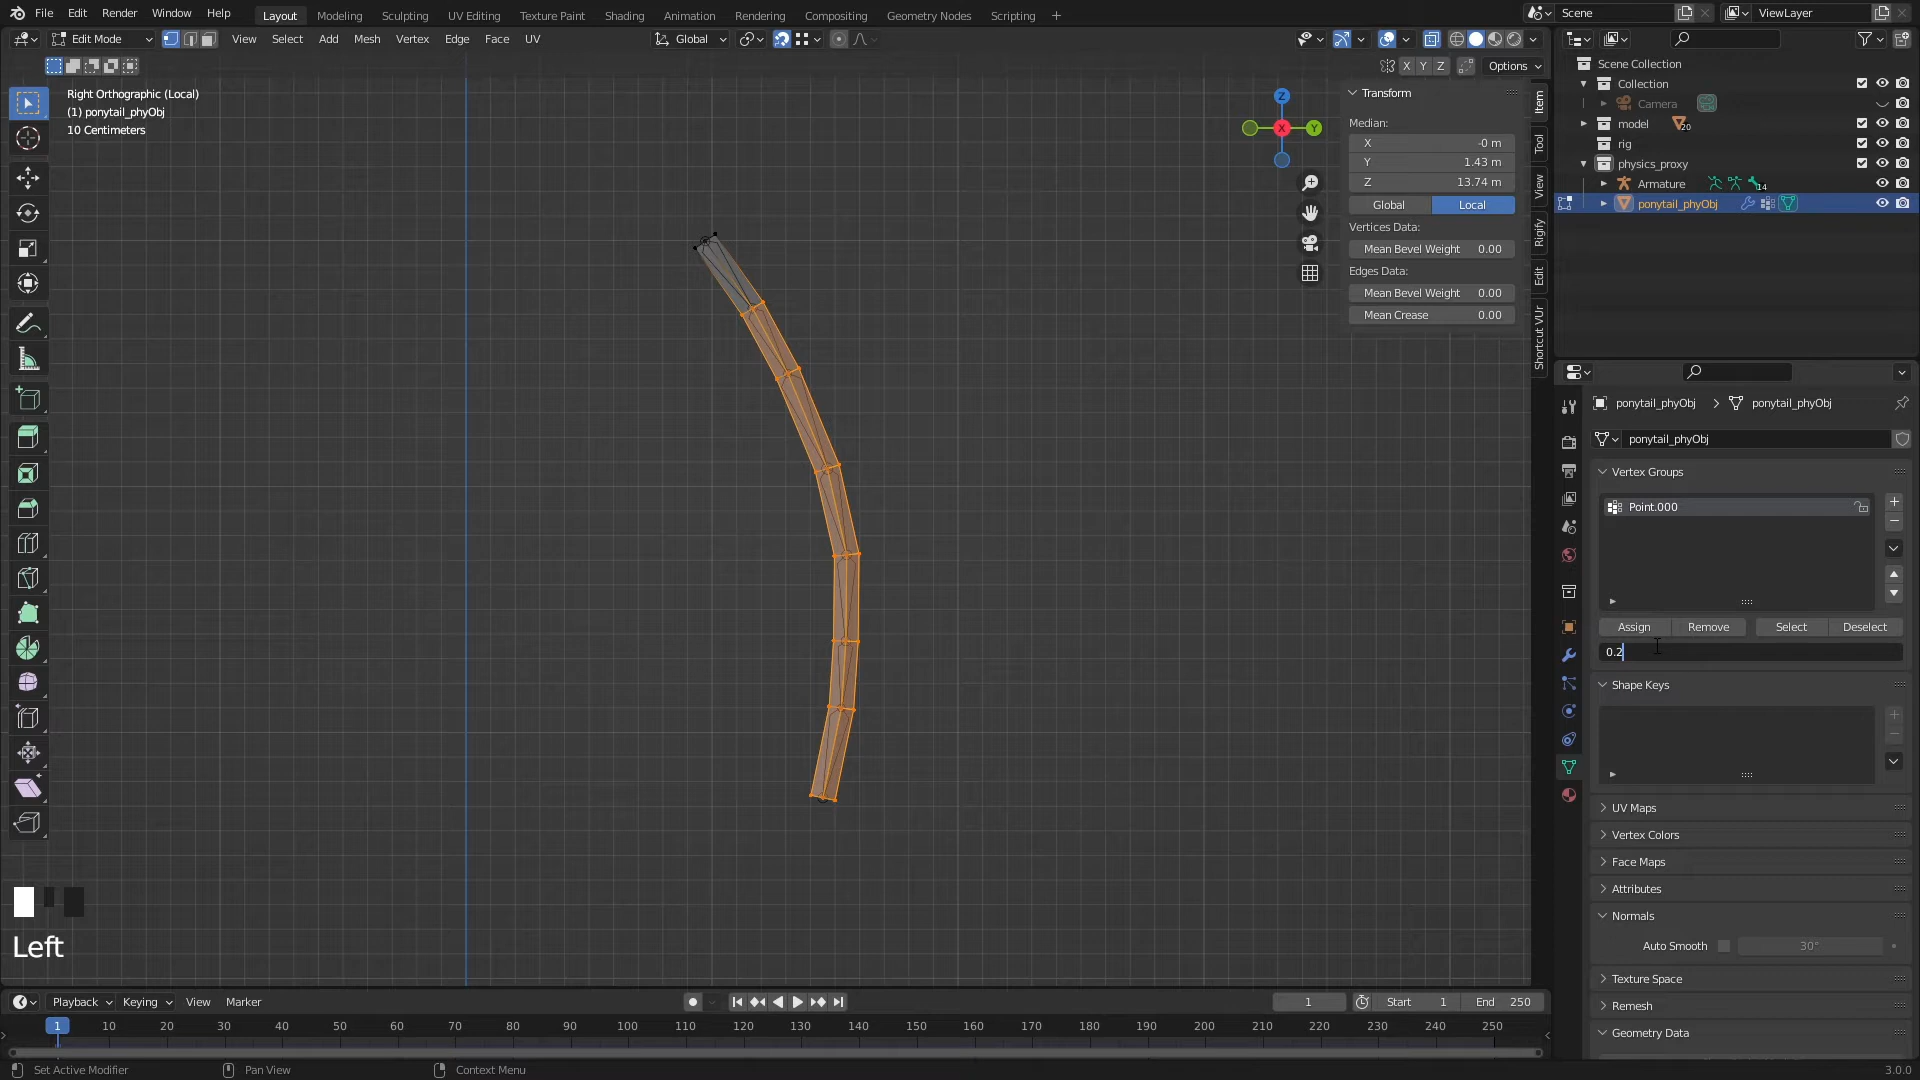 File Edit Render Window Help
Layout Modeling Sculpting UV Editing Texture Paint Shading Animation Rendering Compositing Geometry Nodes Scripting +
Scene ViewLayer
Edit Mode View Select Add Mesh Vertex Edge Face UV Global
X Y Z Options
Right Orthographic (Local)
(1) ponytail_phyObj
10 Centimeters
Z
X
Y
Transform
Median:
X -0 m
Y 1.43 m
Z 13.74 m
Global Local
Vertices Data:
Mean Bevel Weight 0.00
Edges Data:
Mean Bevel Weight 0.00
Mean Crease 0.00
Item
Tool
View
Rigify
Edit
Shortcut VUr
Scene Collection
Collection
Camera
model 20
rig
physics_proxy
Armature 14
ponytail_phyObj
ponytail_phyObj > ponytail_phyObj
ponytail_phyObj
Vertex Groups
Point.000
Assign Remove Select Deselect
0.2
Shape Keys
UV Maps
Vertex Colors
Face Maps
Attributes
Normals
Auto Smooth 30°
Texture Space
Remesh
Geometry Data
Left
Playback Keying View Marker 1 Start 1 End 250
1 10 20 30 40 50 60 70 80 90 100 110 120 130 140 150 160 170 180 190 200 210 220 230 240 250
Set Active Modifier Pan View Context Menu 3.0.0